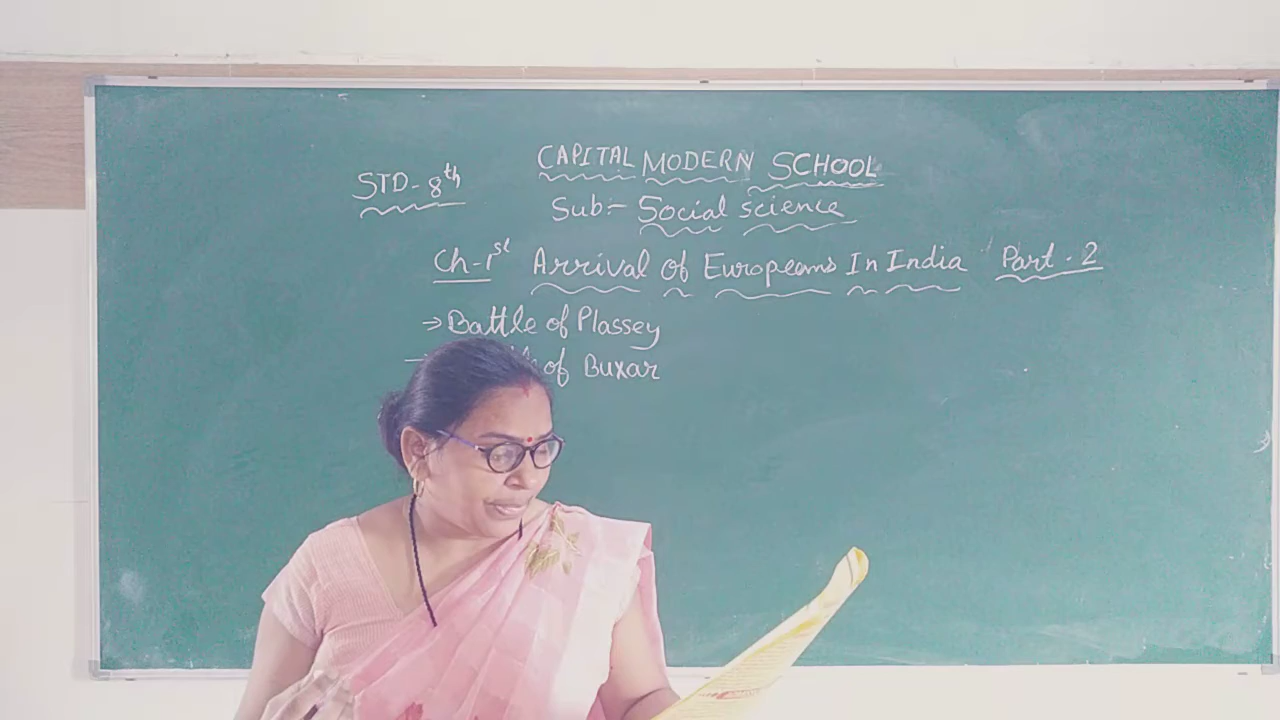 CAPITAL MODERN SCHOOL
STD- 8th
Sub:- Social science
Ch-1st Arrival of Europeans In India Part-2
→ Battle of Plassey
of Buxar